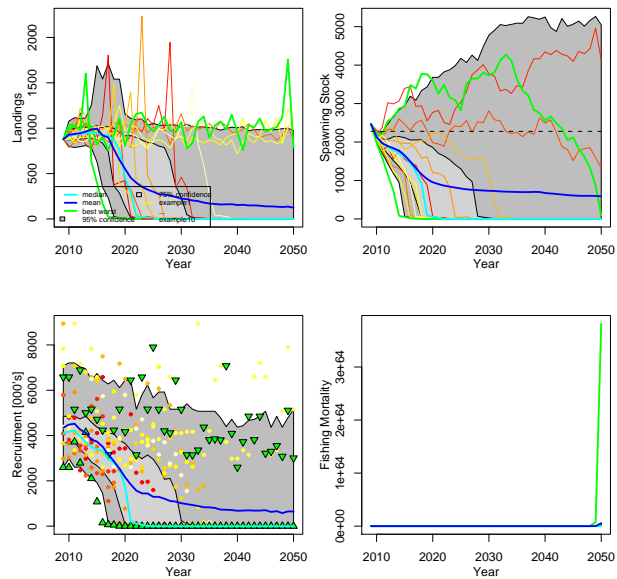 Landings
0 500 1000 1500 2000
median
mean
best worst
95% confidence
75% confidence
example1
...
example10
2010 2020 2030 2040 2050
Year
Spawning Stock
0 1000 2000 3000 4000 5000
2010 2020 2030 2040 2050
Year
Recruitment [000's]
0 2000 4000 6000 8000
2010 2020 2030 2040 2050
Year
Fishing Mortality
0e+00 1e+64 2e+64 3e+64
2010 2020 2030 2040 2050
Year